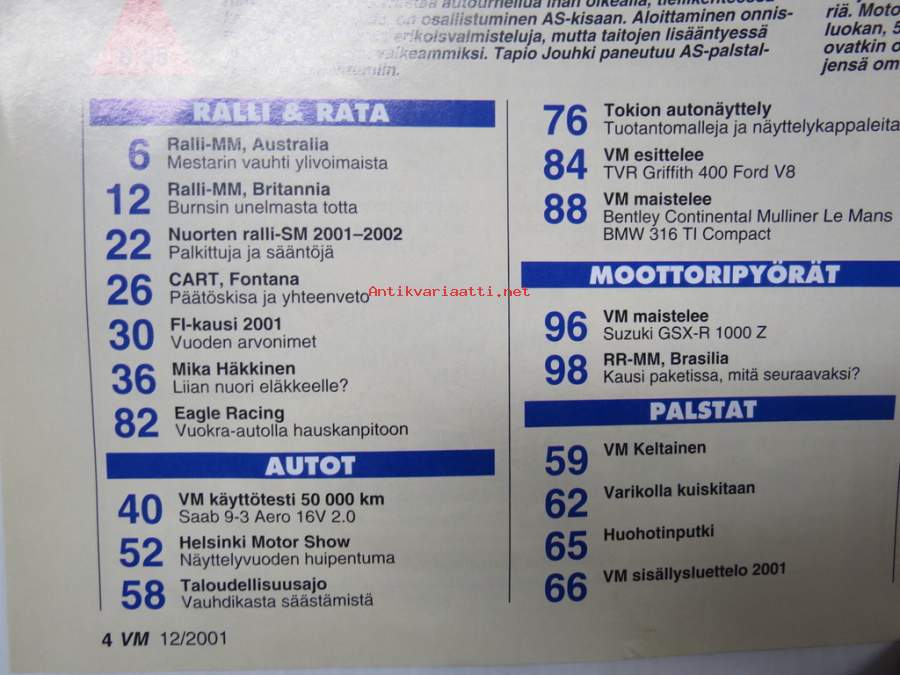 autourheilua ihan oikealla,
on osallistuminen AS-kisaan. Aloittaminen onnis-
erikoisvalmisteluja, mutta taitojen lisääntyessä
Tapio Jouhki paneutuu AS-palstal-
riä. Moto
luokan, 5
ovatkin o
jensä om
RALLI & RATA
6 Ralli-MM, Australia
Mestarin vauhti ylivoimaista
12 Ralli-MM, Britannia
Burnsin unelmasta totta
22 Nuorten ralli-SM 2001–2002
Palkittuja ja sääntöjä
26 CART, Fontana
Päätöskisa ja yhteenveto
30 FI-kausi 2001
Vuoden arvonimet
36 Mika Häkkinen
Liian nuori eläkkeelle?
82 Eagle Racing
Vuokra-autolla hauskanpitoon
AUTOT
40 VM käyttötesti 50 000 km
Saab 9-3 Aero 16V 2.0
52 Helsinki Motor Show
Näyttelyvuoden huipentuma
58 Taloudellisuusajo
Vauhdikasta säästämistä
76 Tokion autonäyttely
Tuotantomalleja ja näyttelykappaleita
84 VM esittelee
TVR Griffith 400 Ford V8
88 VM maistelee
Bentley Continental Mulliner Le Mans
BMW 316 TI Compact
MOOTTORIPYÖRÄT
96 VM maistelee
Suzuki GSX-R 1000 Z
98 RR-MM, Brasilia
Kausi paketissa, mitä seuraavaksi?
PALSTAT
59 VM Keltainen
62 Varikolla kuiskitaan
65 Huohotinputki
66 VM sisällysluettelo 2001
4 VM 12/2001
Antikvariaatti.net